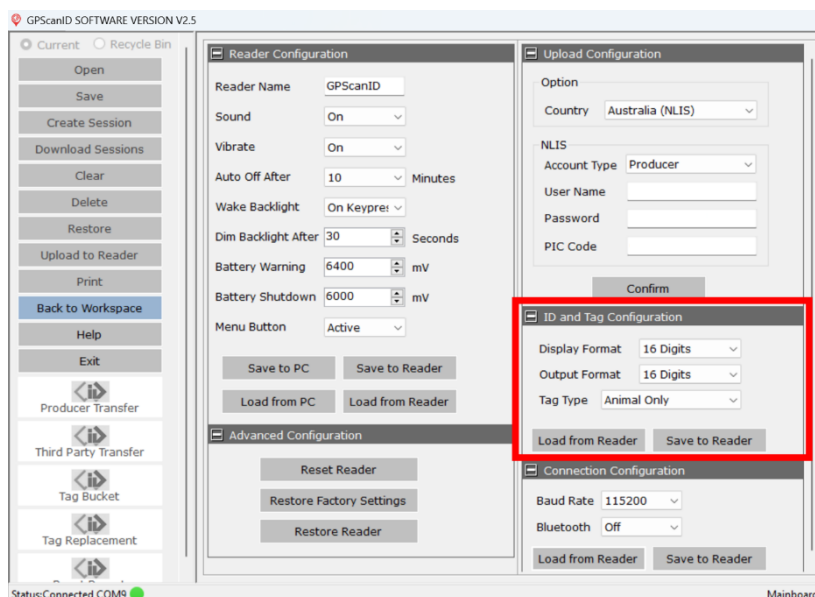 GPScanID SOFTWARE VERSION V2.5
Current Recycle Bin
Open
Save
Create Session
Download Sessions
Clear
Delete
Restore
Upload to Reader
Print
Back to Workspace
Help
Exit
Producer Transfer
Third Party Transfer
Tag Bucket
Tag Replacement
Reader Configuration
Reader Name GPScanID
Sound On
Vibrate On
Auto Off After 10 Minutes
Wake Backlight On Keypres
Dim Backlight After 30 Seconds
Battery Warning 6400 mV
Battery Shutdown 6000 mV
Menu Button Active
Save to PC Save to Reader
Load from PC Load from Reader
Advanced Configuration
Reset Reader
Restore Factory Settings
Restore Reader
Upload Configuration
Option
Country Australia (NLIS)
NLIS
Account Type Producer
User Name
Password
PIC Code
Confirm
ID and Tag Configuration
Display Format 16 Digits
Output Format 16 Digits
Tag Type Animal Only
Load from Reader Save to Reader
Connection Configuration
Baud Rate 115200
Bluetooth Off
Load from Reader Save to Reader
Status:Connected COM9
Mainboard